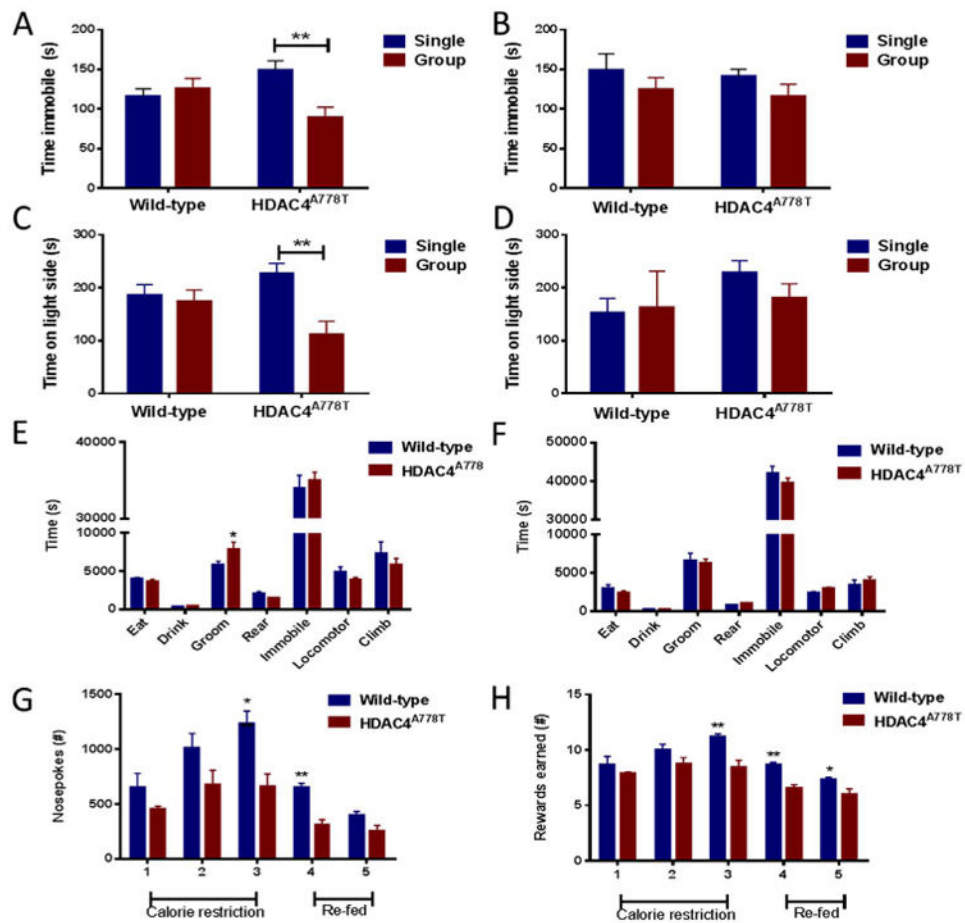 A
Time immobile (s)
200
150
100
50
0
**
Single
Group
Wild-type
HDAC4A778T
B
Time immobile (s)
200
150
100
50
0
Single
Group
Wild-type
HDAC4A778T
C
Time on light side (s)
300
200
100
0
**
Single
Group
Wild-type
HDAC4A778T
D
Time on light side (s)
300
200
100
0
Single
Group
Wild-type
HDAC4A778T
E
Time (s)
40000
30000
10000
5000
0
*
Wild-type
HDAC4A778
Eat
Drink
Groom
Rear
Immobile
Locomotor
Climb
F
Time (s)
50000
40000
30000
10000
5000
0
Wild-type
HDAC4A778T
Eat
Drink
Groom
Rear
Immobile
Locomotor
Climb
G
Nosepokes (#)
1500
1000
500
0
*
**
Wild-type
HDAC4A778T
1 2 3 4 5
Calorie restriction
Re-fed
H
Rewards earned (#)
15
10
5
0
**
**
*
Wild-type
HDAC4A778T
1 2 3 4 5
Calorie restriction
Re-fed